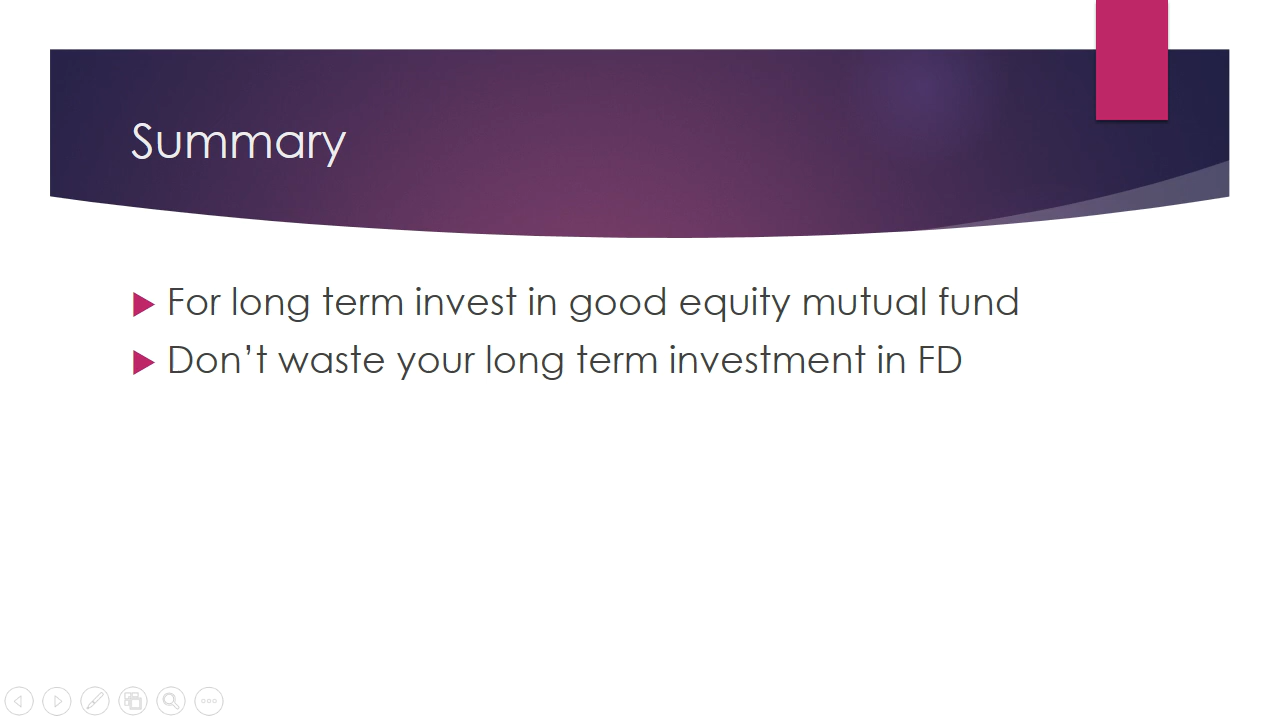 Summary
For long term invest in good equity mutual fund
Don’t waste your long term investment in FD